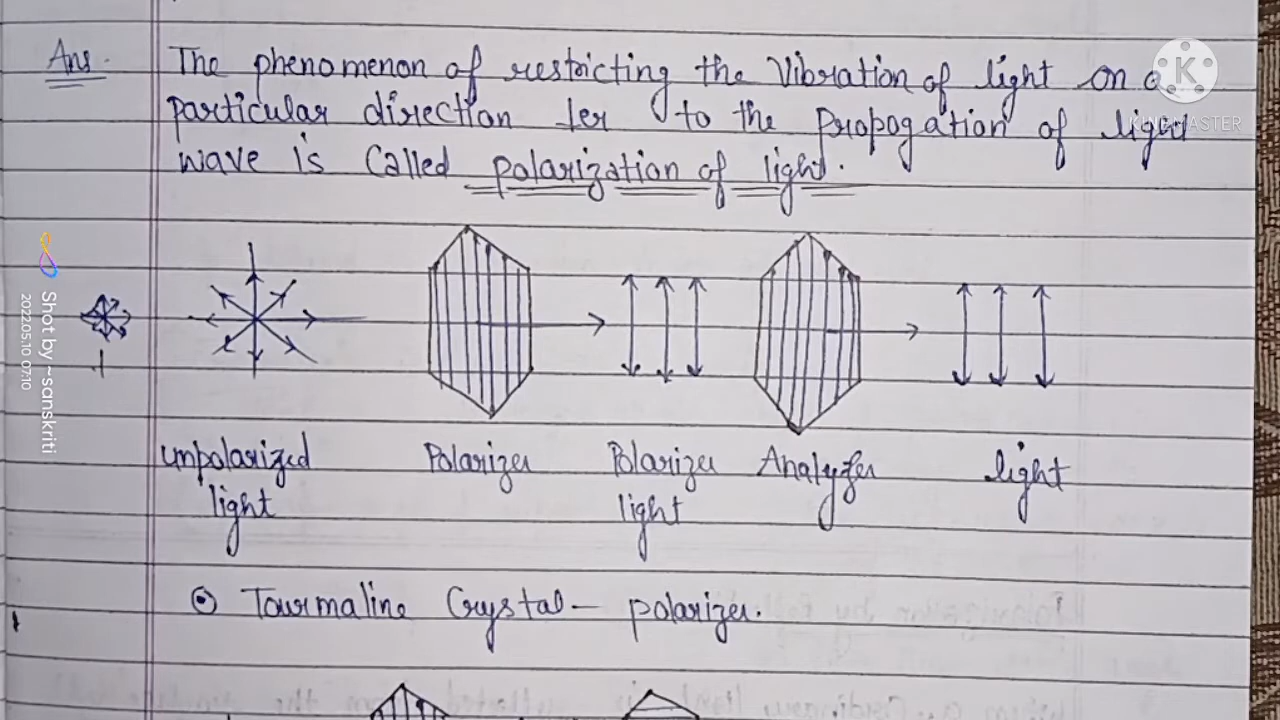 Ans.
The phenomenon of restricting the Vibration of light on a
particular direction ler to the Propogation of light
wave is Called polarization of light.
unpolarized
light
Polarizer
Polarizer
light
Analyzer
light
Tourmaline Crystal - polarizer.
Shot by ~sanskriti
2022.05.10 07:10
K
KINEMASTER